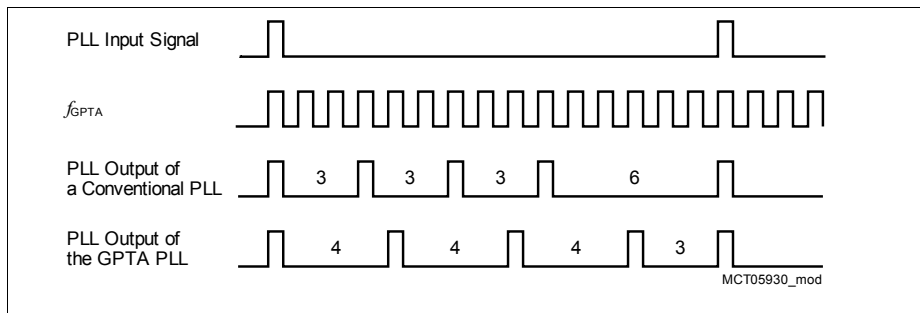 PLL Input Signal
fGPTA
PLL Output of
a Conventional PLL
3 3 3 6
PLL Output of
the GPTA PLL
4 4 4 3
MCT05930_mod